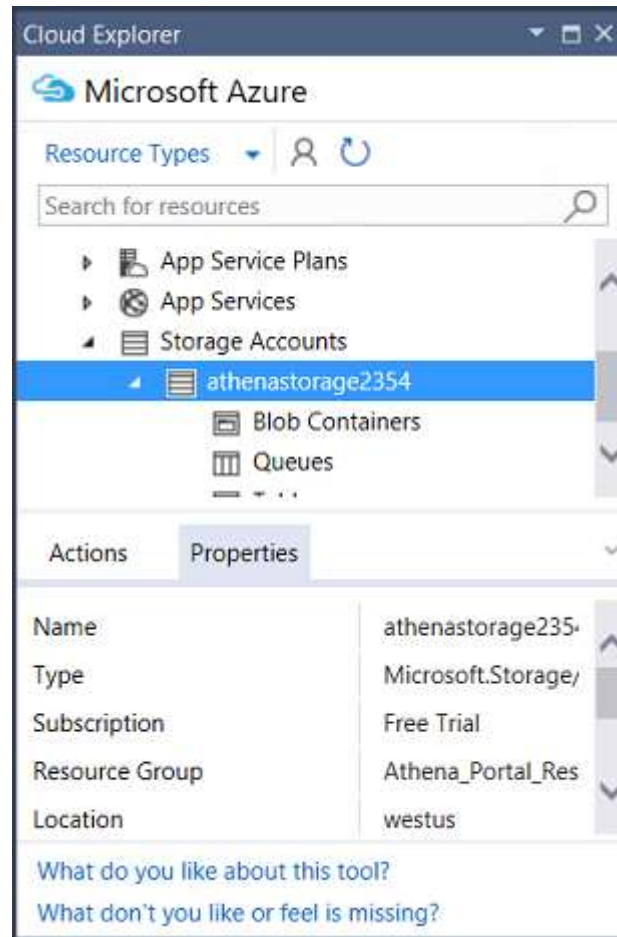 Cloud Explorer
Microsoft Azure
Resource Types
Search for resources
App Service Plans
App Services
Storage Accounts
athenastorage2354
Blob Containers
Queues
Actions Properties
Name athenastorage235
Type Microsoft.Storage/
Subscription Free Trial
Resource Group Athena_Portal_Res
Location westus
What do you like about this tool?
What don't you like or feel is missing?